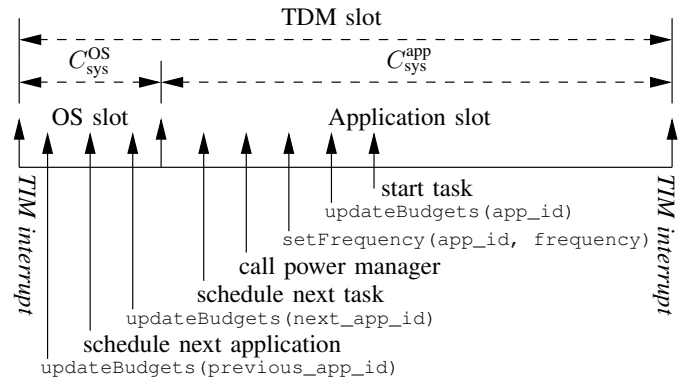 TDM slot
C_sys^OS C_sys^app
OS slot Application slot
start task
updateBudgets(app_id)
setFrequency(app_id, frequency)
call power manager
schedule next task
updateBudgets(next_app_id)
schedule next application
updateBudgets(previous_app_id)
TIM interrupt
TIM interrupt